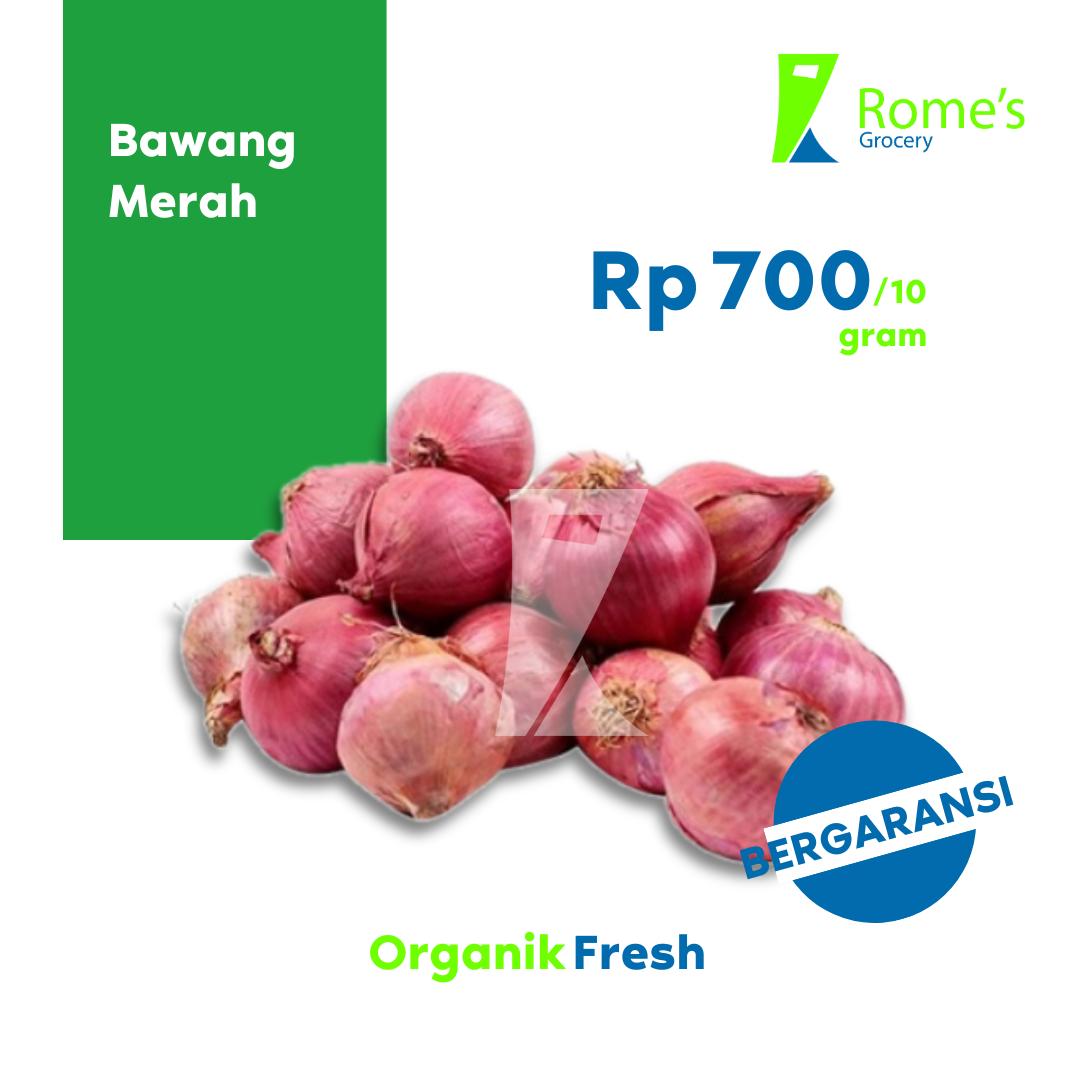 Bawang
Merah
Rome's
Grocery
Rp 700/10
gram
BERGARANSI
Organik Fresh